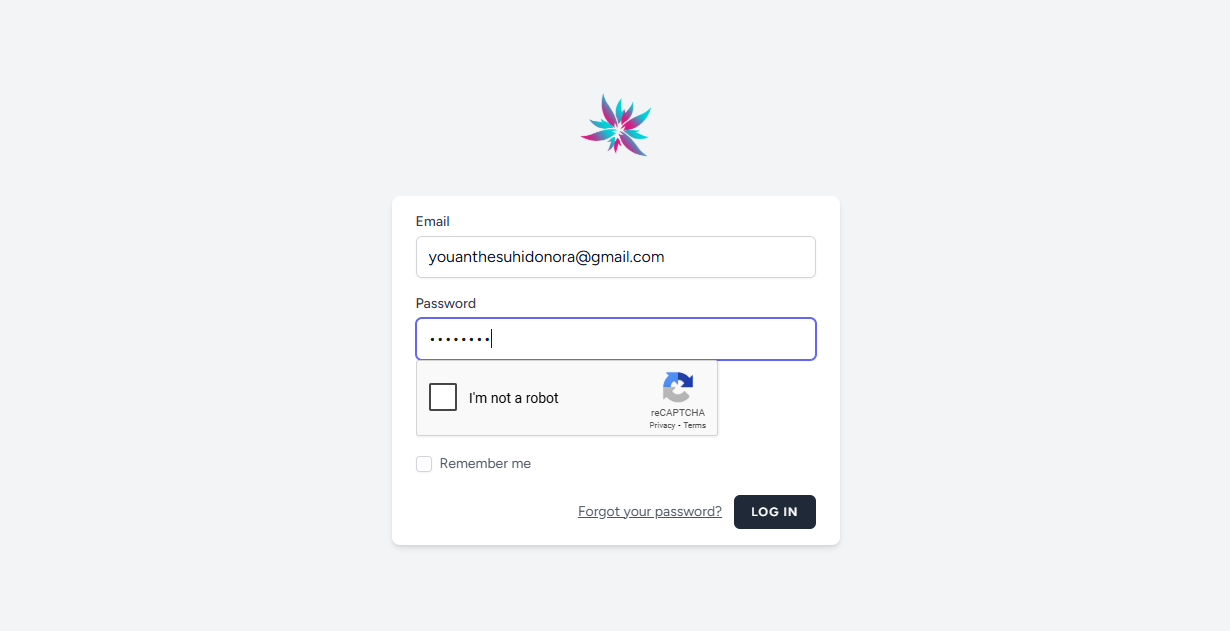 Email
youanthesuhidonora@gmail.com
Password
••••••••
I'm not a robot
reCAPTCHA
Privacy - Terms
Remember me
Forgot your password?
LOG IN